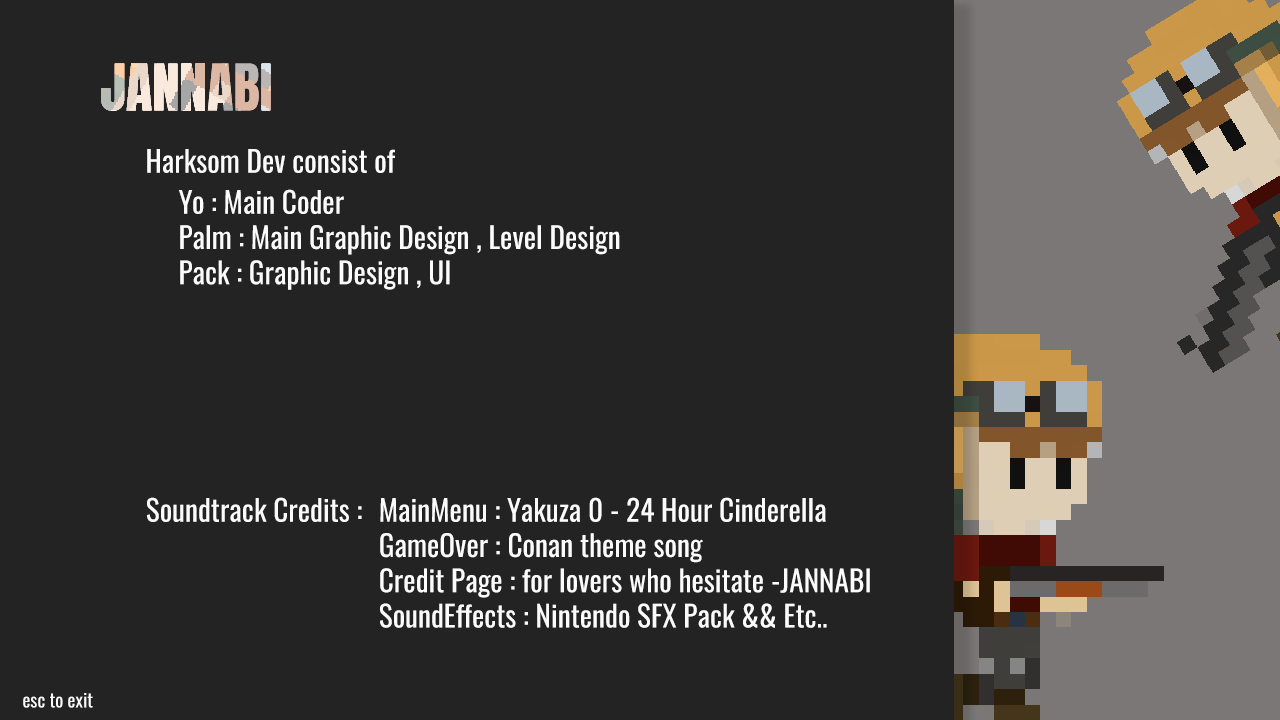 JANNABI
Harksom Dev consist of
Yo : Main Coder
Palm : Main Graphic Design , Level Design
Pack : Graphic Design , UI
Soundtrack Credits : MainMenu : Yakuza 0 - 24 Hour Cinderella
GameOver : Conan theme song
Credit Page : for lovers who hesitate -JANNABI
SoundEffects : Nintendo SFX Pack && Etc..
esc to exit